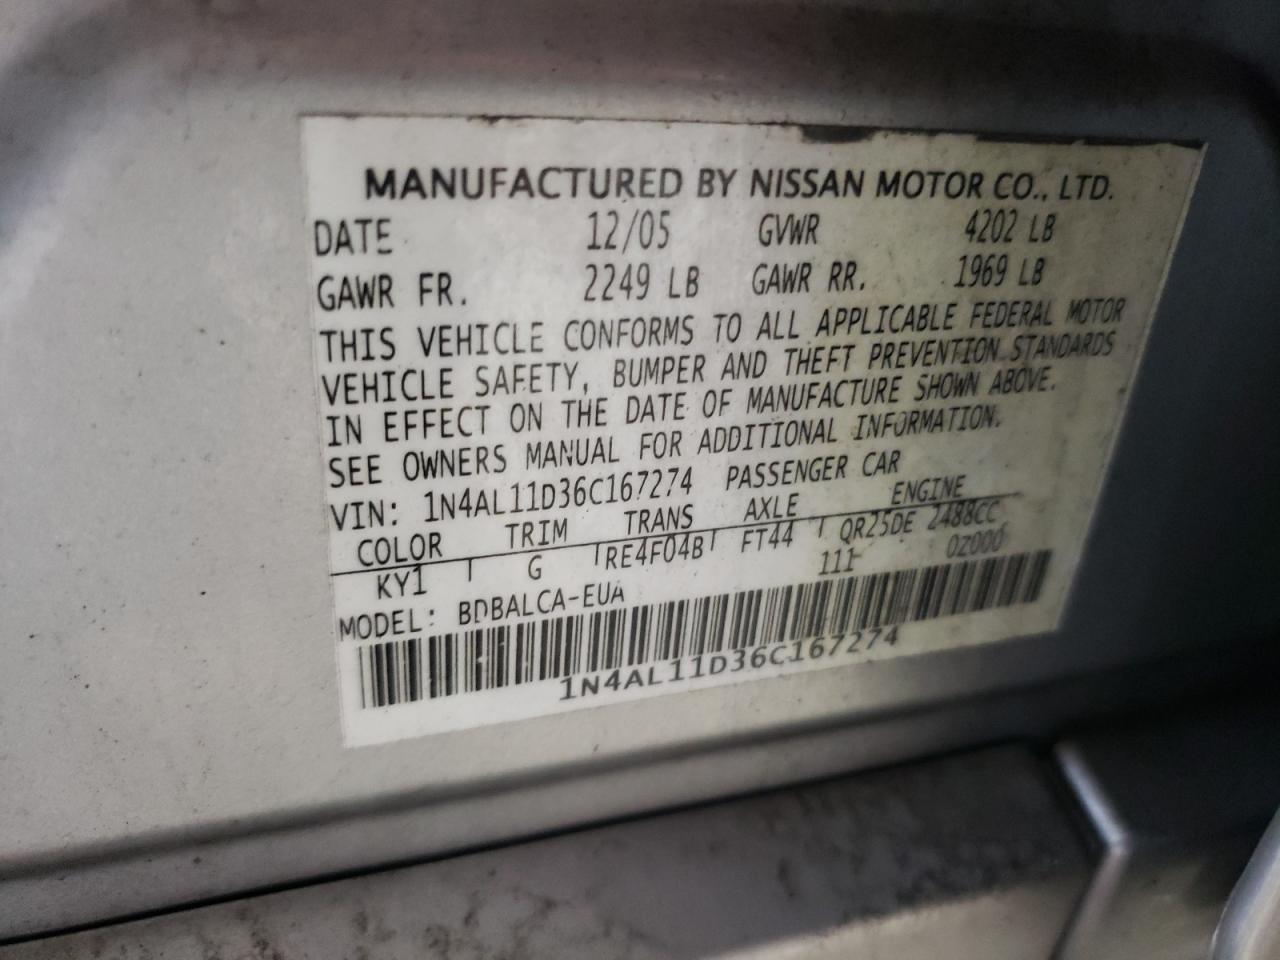 MANUFACTURED BY NISSAN MOTOR CO., LTD.
DATE 12/05 GVWR 4202 LB
GAWR FR. 2249 LB GAWR RR. 1969 LB
THIS VEHICLE CONFORMS TO ALL APPLICABLE FEDERAL MOTOR
VEHICLE SAFETY, BUMPER AND THEFT PREVENTION STANDARDS
IN EFFECT ON THE DATE OF MANUFACTURE SHOWN ABOVE.
SEE OWNERS MANUAL FOR ADDITIONAL INFORMATION.
VIN: 1N4AL11D36C167274 PASSENGER CAR
COLOR TRIM TRANS AXLE ENGINE
KY1 G RE4F04B FT44 QR25DE 2488CC
111 0Z000
MODEL: BDBALCA-EUA
1N4AL11D36C167274